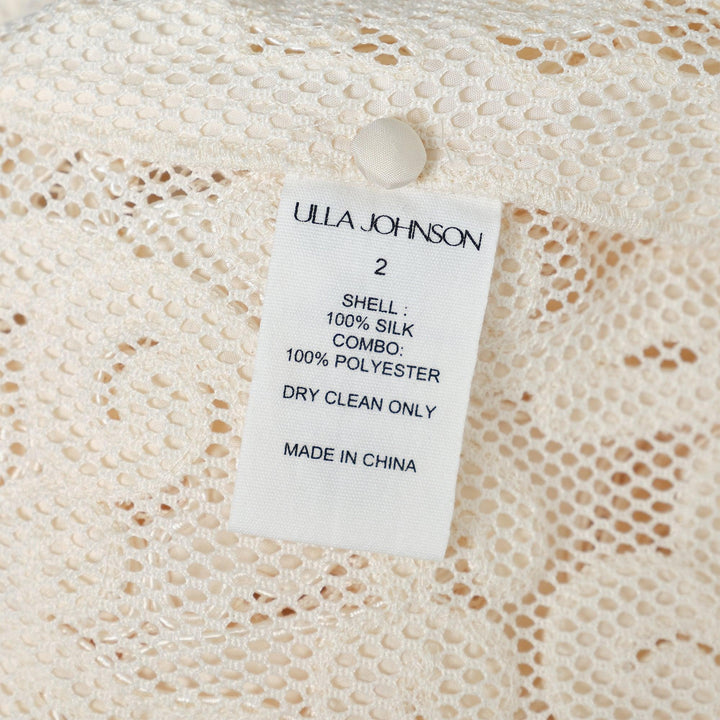 ULLA JOHNSON
2
SHELL :
100% SILK
COMBO:
100% POLYESTER
DRY CLEAN ONLY
MADE IN CHINA